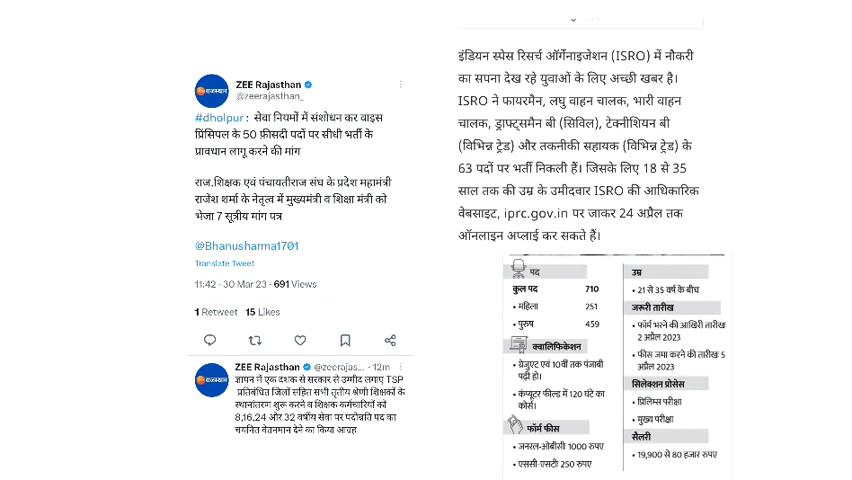 राजस्थान
ZEE Rajasthan
@zeerajasthan_
#dholpur : सेवा नियमों में संशोधन कर वाइस
प्रिंसिपल के 50 फ़ीसदी पदों पर सीधी भर्ती के
प्रावधान लागू करने की मांग
राज.शिक्षक एवं पंचायतीराज संघ के प्रदेश महामंत्री
राजेश शर्मा के नेतृत्व में मुख्यमंत्री व शिक्षा मंत्री को
भेजा 7 सूत्रीय मांग पत्र
@Bhanusharma1701
Translate Tweet
11:42 · 30 Mar 23 · 691 Views
1 Retweet 15 Likes
राजस्थान
ZEE Rajasthan @zeerajas... · 12m
ज्ञापन में एक दशक से सरकार से उम्मीद लगाए TSP
प्रतिबंधित जिलों सहित सभी तृतीय श्रेणी शिक्षकों के
स्थानांतरण शुरू करने व शिक्षक कर्मचारियों को
8,16,24 और 32 वर्षीय सेवा पर पदोन्नति पद का
चयनित वेतनमान देने का किया आग्रह
इंडियन स्पेस रिसर्च ऑर्गेनाइजेशन (ISRO) में नौकरी
का सपना देख रहे युवाओं के लिए अच्छी खबर है।
ISRO ने फायरमैन, लघु वाहन चालक, भारी वाहन
चालक, ड्राफ्ट्समैन बी (सिविल), टेक्नीशियन बी
(विभिन्न ट्रेड) और तकनीकी सहायक (विभिन्न ट्रेड) के
63 पदों पर भर्ती निकली हैं। जिसके लिए 18 से 35
साल तक की उम्र के उमीदवार ISRO की आधिकारिक
वेबसाइट, iprc.gov.in पर जाकर 24 अप्रैल तक
ऑनलाइन अप्लाई कर सकते हैं।
पद
कुल पद 710
• महिला 251
• पुरुष 459
क्वालिफिकेशन
• ग्रेजुएट एवं 10वीं तक पंजाबी
पढ़ी हो।
• कंप्यूटर फील्ड में 120 घंटे का
कोर्स।
फॉर्म फीस
• जनरल-ओबीसी: 1000 रुपए
• एससी-एसटी: 250 रुपए
उम्र
• 21 से 35 वर्ष के बीच
जरूरी तारीख
• फॉर्म भरने की आखिरी तारीख:
2 अप्रैल 2023
• फीस जमा करने की तारीख: 5
अप्रैल 2023
सिलेक्शन प्रोसेस
• प्रिलिम्स परीक्षा
• मुख्य परीक्षा
सैलरी
• 19,900 से 80 हजार रुपए